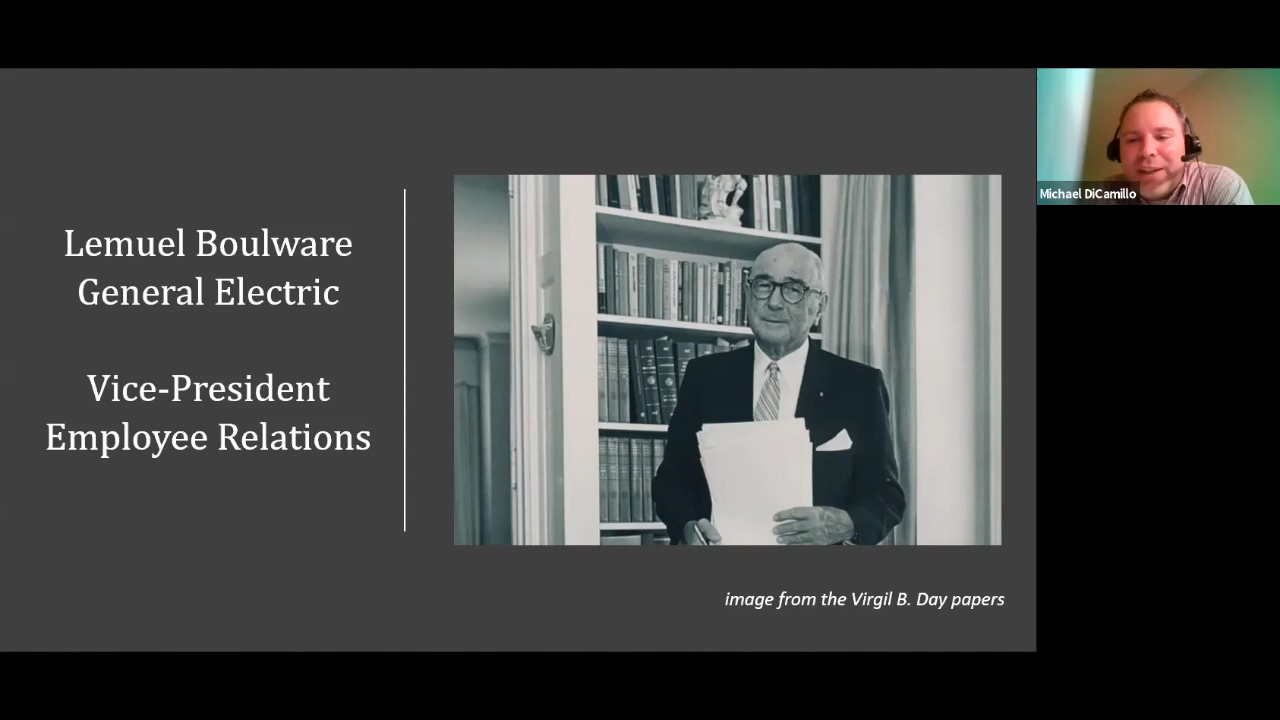 Lemuel Boulware
General Electric
Vice-President
Employee Relations
image from the Virgil B. Day papers
Michael DiCamillo